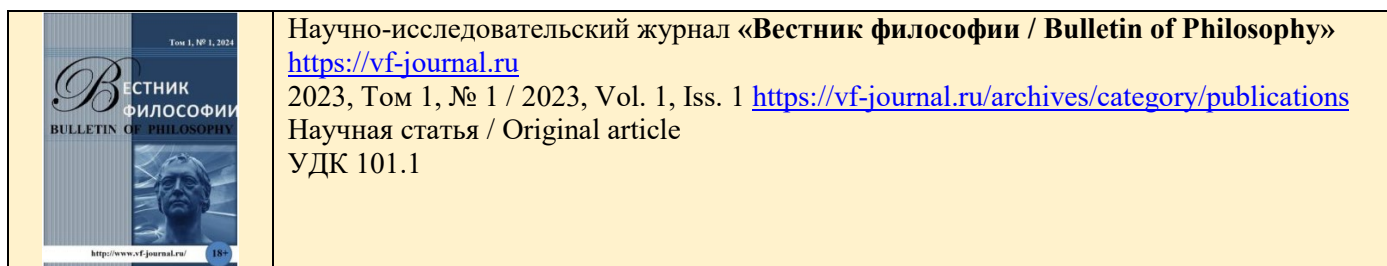 Том 1, № 1, 2024
ВЕСТНИК
ФИЛОСОФИИ
BULLETIN OF PHILOSOPHY
http://www.vf-journal.ru/
18+
Научно-исследовательский журнал «Вестник философии / Bulletin of Philosophy»
https://vf-journal.ru
2023, Том 1, № 1 / 2023, Vol. 1, Iss. 1 https://vf-journal.ru/archives/category/publications
Научная статья / Original article
УДК 101.1